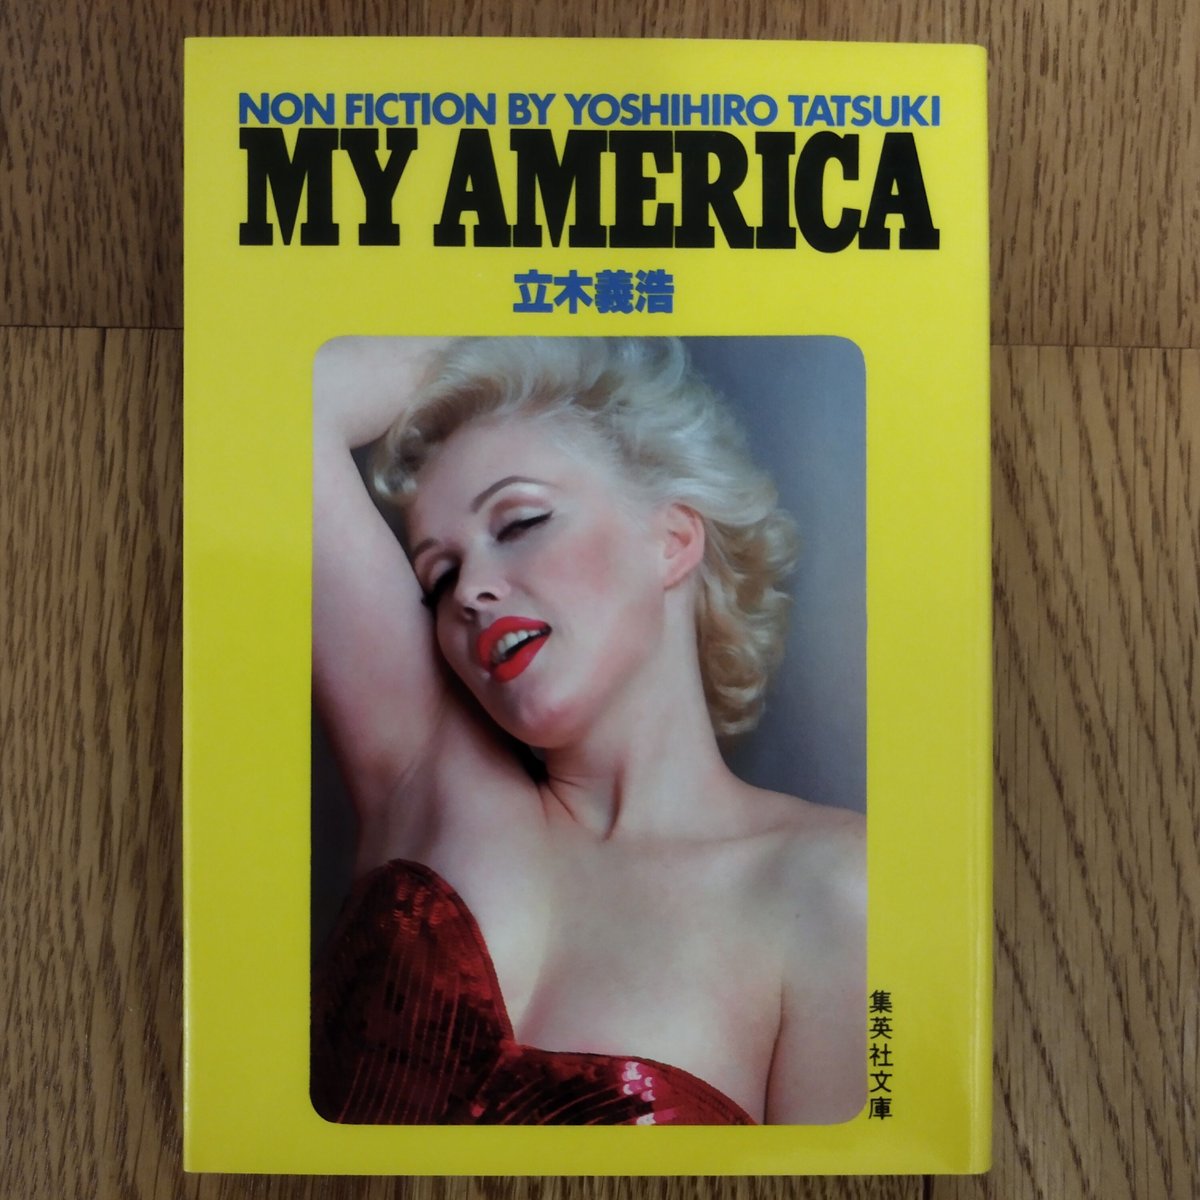 NON FICTION BY YOSHIHIRO TATSUKI
MY AMERICA
立木義浩
集英社文庫